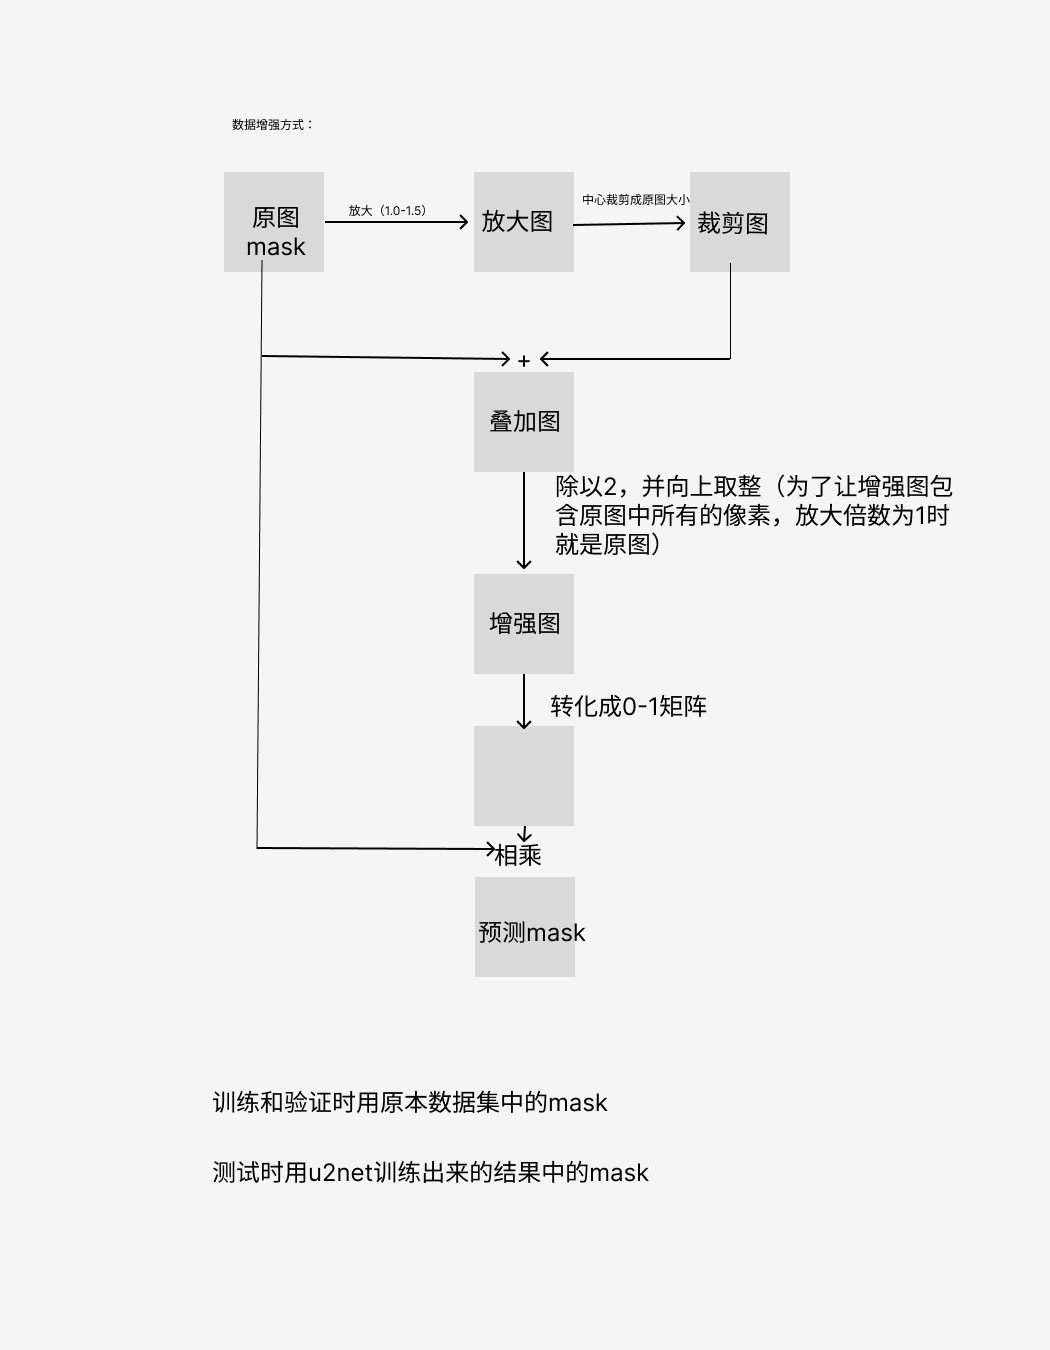 数据增强方式：
原图
mask
放大（1.0-1.5）
放大图
中心裁剪成原图大小
裁剪图
+
叠加图
除以2，并向上取整（为了让增强图包
含原图中所有的像素，放大倍数为1时
就是原图）
增强图
转化成0-1矩阵
相乘
预测mask
训练和验证时用原本数据集中的mask
测试时用u2net训练出来的结果中的mask